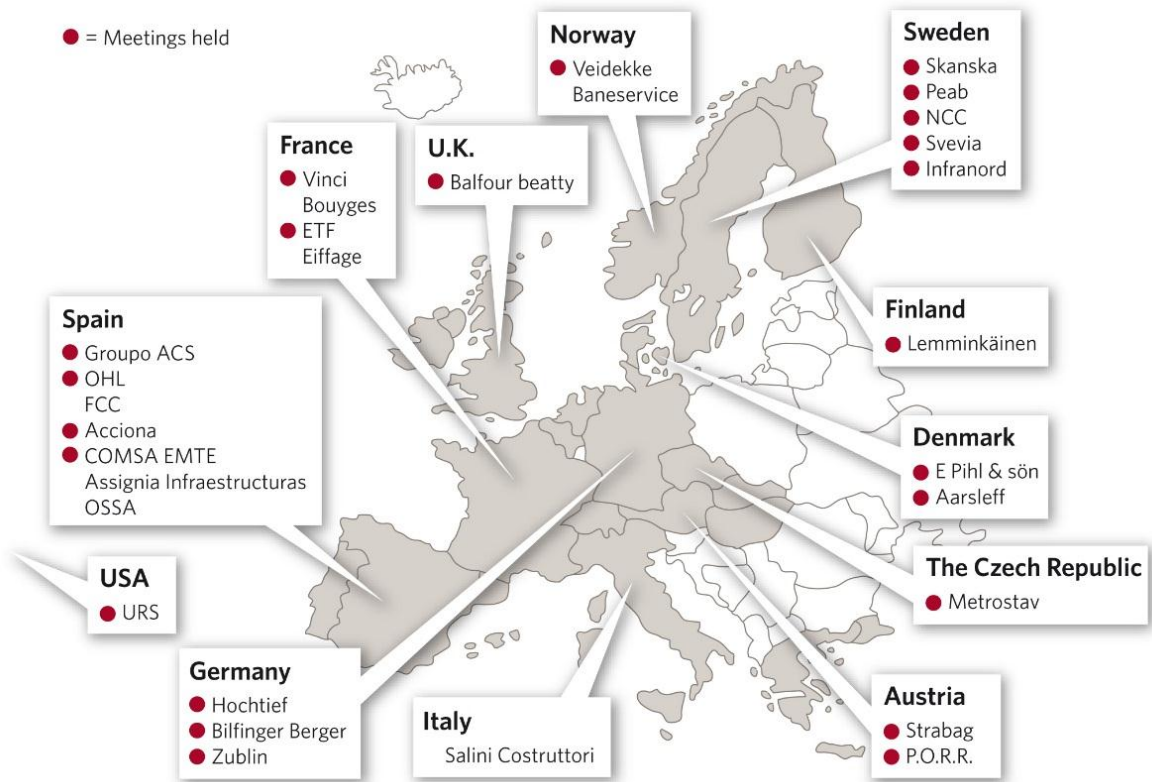 = Meetings held
Norway
Veidekke
Baneservice
Sweden
Skanska
Peab
NCC
Svevia
Infranord
France
Vinci
Bouyges
ETF
Eiffage
U.K.
Balfour beatty
Spain
Groupo ACS
OHL
FCC
Acciona
COMSA EMTE
Assignia Infraestructuras
OSSA
Finland
Lemminkäinen
Denmark
E Pihl & sön
Aarsleff
The Czech Republic
Metrostav
USA
URS
Germany
Hochtief
Bilfinger Berger
Zublin
Italy
Salini Costruttori
Austria
Strabag
P.O.R.R.